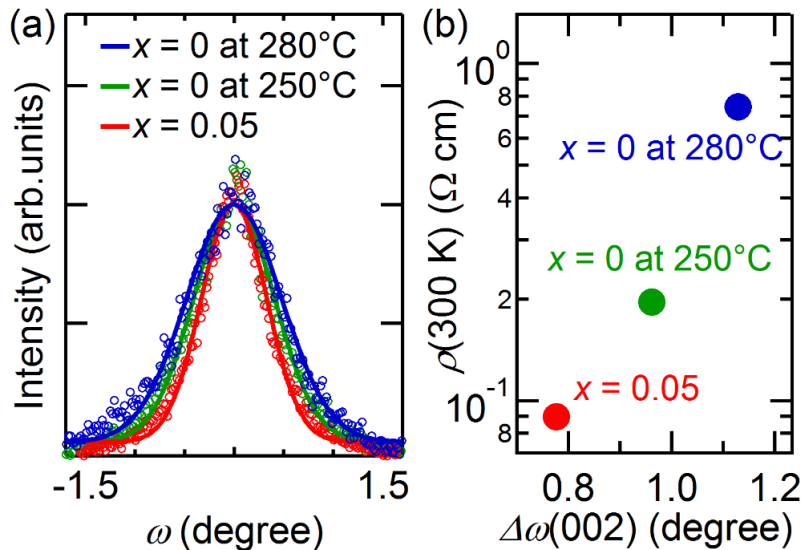 (a)
x = 0 at 280°C
x = 0 at 250°C
x = 0.05
Intensity (arb.units)
-1.5
1.5
ω (degree)
(b)
10⁰
8
6
4
2
10⁻¹
8
ρ(300 K) (Ω cm)
x = 0 at 280°C
x = 0 at 250°C
x = 0.05
0.8
1.0
1.2
Δω(002) (degree)